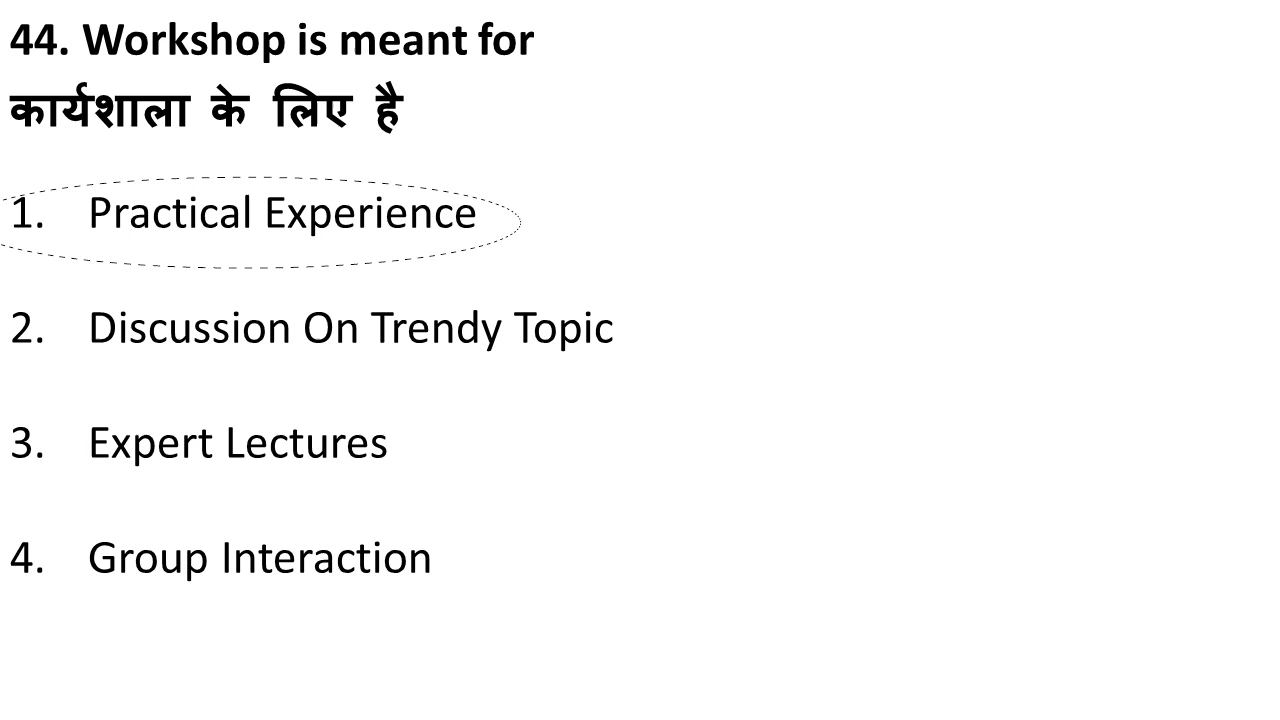 44. Workshop is meant for
कार्यशाला के लिए है
1. Practical Experience
2. Discussion On Trendy Topic
3. Expert Lectures
4. Group Interaction